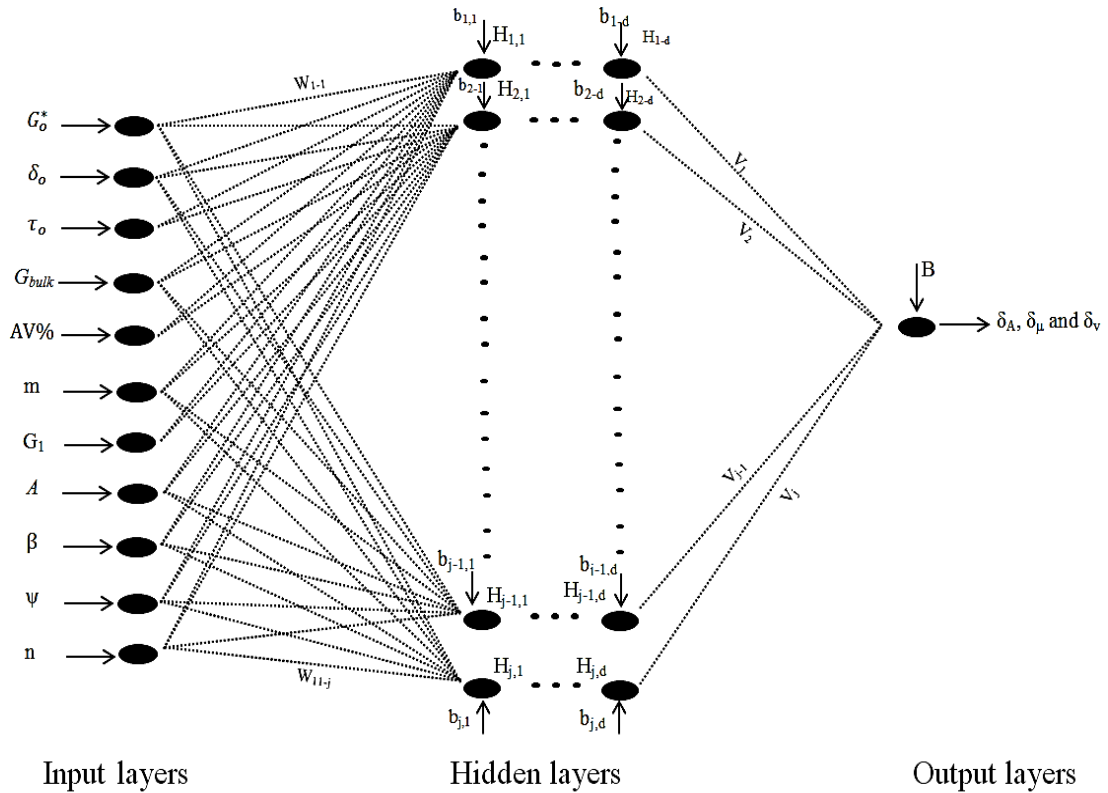 b1,1
H1,1
b1-d
H1-d
W1-1
b2-1
H2,1
b2-d
H2-d
G*o
δo
τo
Gbulk
AV%
m
G1
A
β
ψ
n
V1
V2
B
δA, δμ and δv
Vj-1
Vj
bj-1,1
Hj-1,1
bj-1,d
Hj-1,d
W11-j
Hj,1
Hj,d
bj,1
bj,d
Input layers
Hidden layers
Output layers